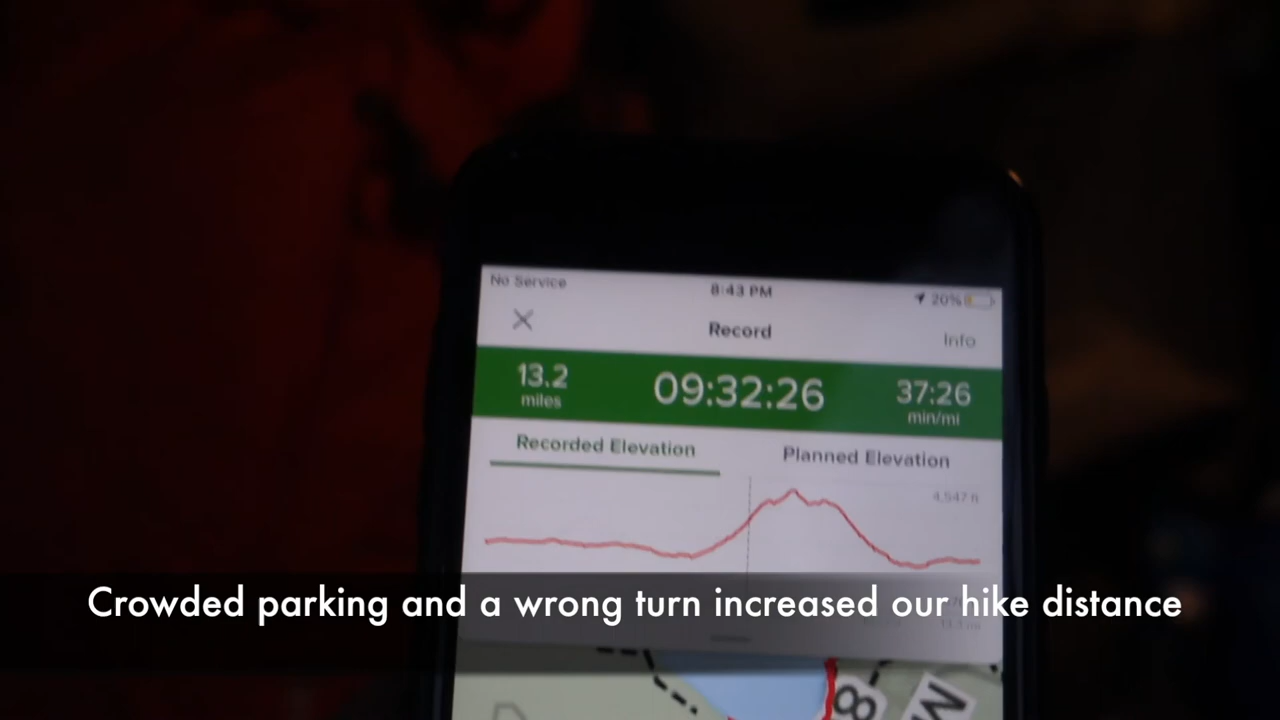 No Service 8:43 PM 20%
Record Info
13.2 09:32:26 37:26
miles min/mi
Recorded Elevation Planned Elevation
4,547 ft
Crowded parking and a wrong turn increased our hike distance
8 M